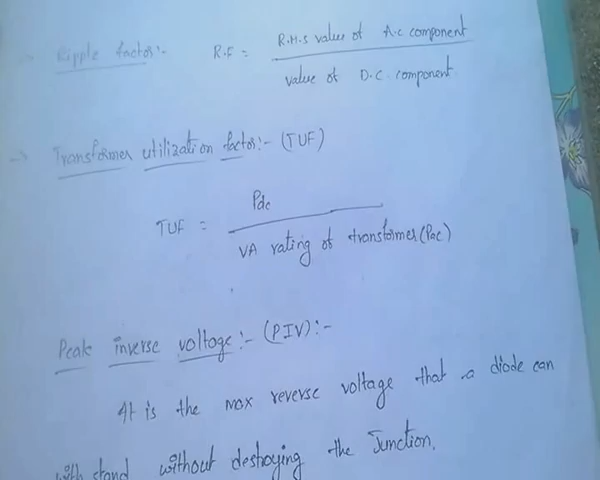 → Ripple factor:- R.F = R.M.S value of A.C component
value of D.C. component
→ Transformer utilization factor:- (TUF)
TUF = Pdc
VA rating of transformer (Pac)
Peak inverse voltage:- (PIV):-
It is the max reverse voltage that a diode can
with stand without destroying the Junction.